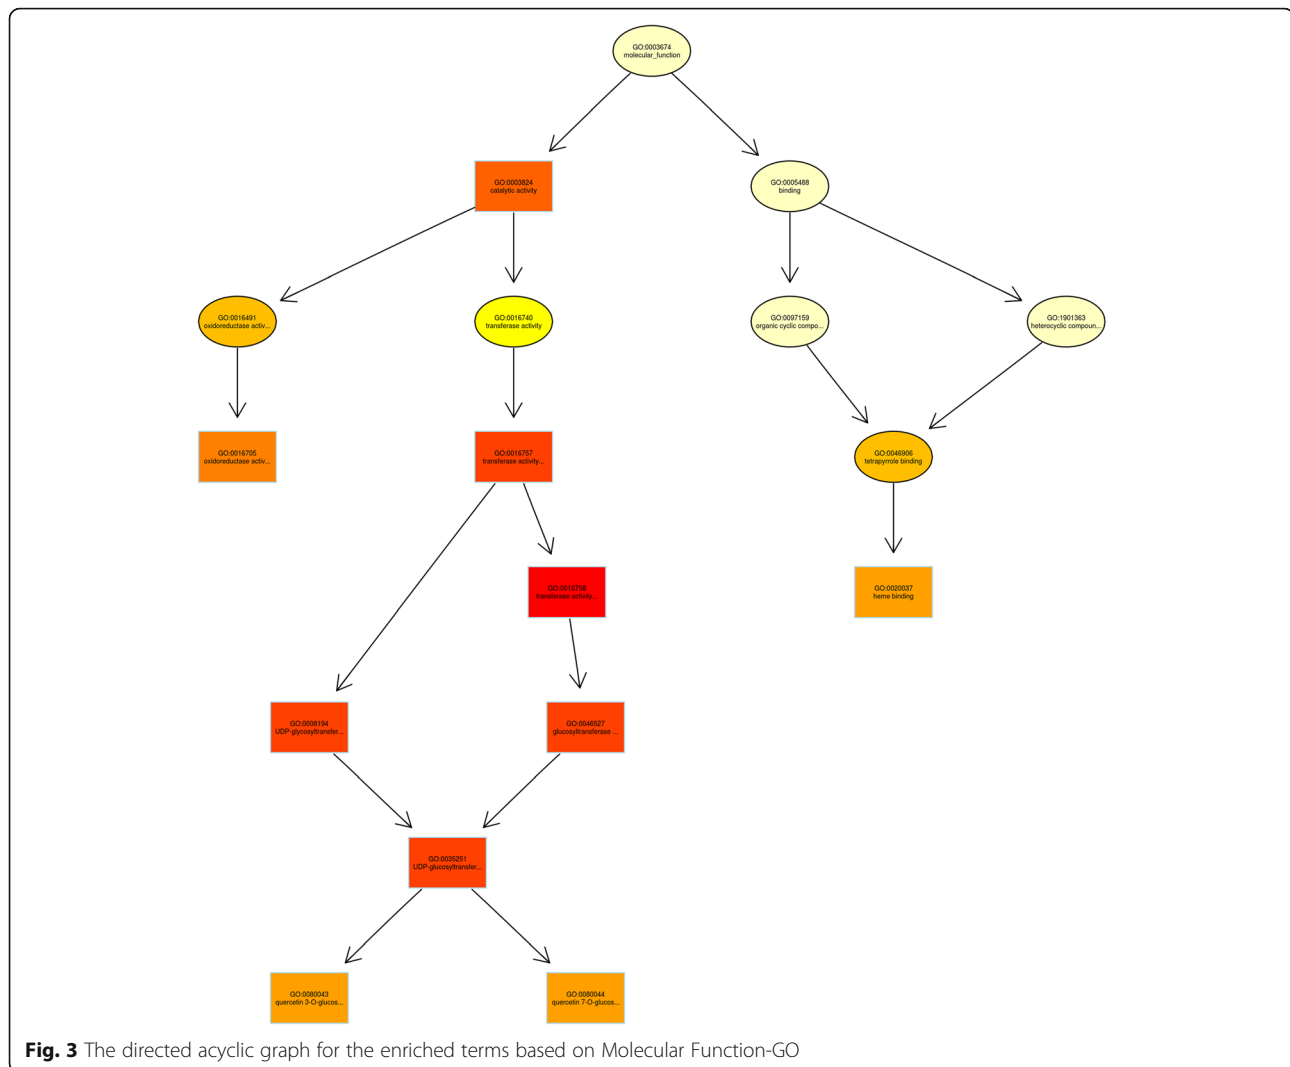 GO:0003674
molecular_function
GO:0003824
catalytic activity
GO:0005488
binding
GO:0016491
oxidoreductase activ...
GO:0016740
transferase activity
GO:0097159
organic cyclic compo...
GO:1901363
heterocyclic compoun...
GO:0016705
oxidoreductase activ...
GO:0016757
transferase activity...
GO:0046906
tetrapyrrole binding
GO:0016758
transferase activity...
GO:0020037
heme binding
GO:0008194
UDP-glycosyltransfer...
GO:0046527
glucosyltransferase ...
GO:0035251
UDP-glucosyltransfer...
GO:0080043
quercetin 3-O-glucos...
GO:0080044
quercetin 7-O-glucos...
Fig. 3 The directed acyclic graph for the enriched terms based on Molecular Function-GO